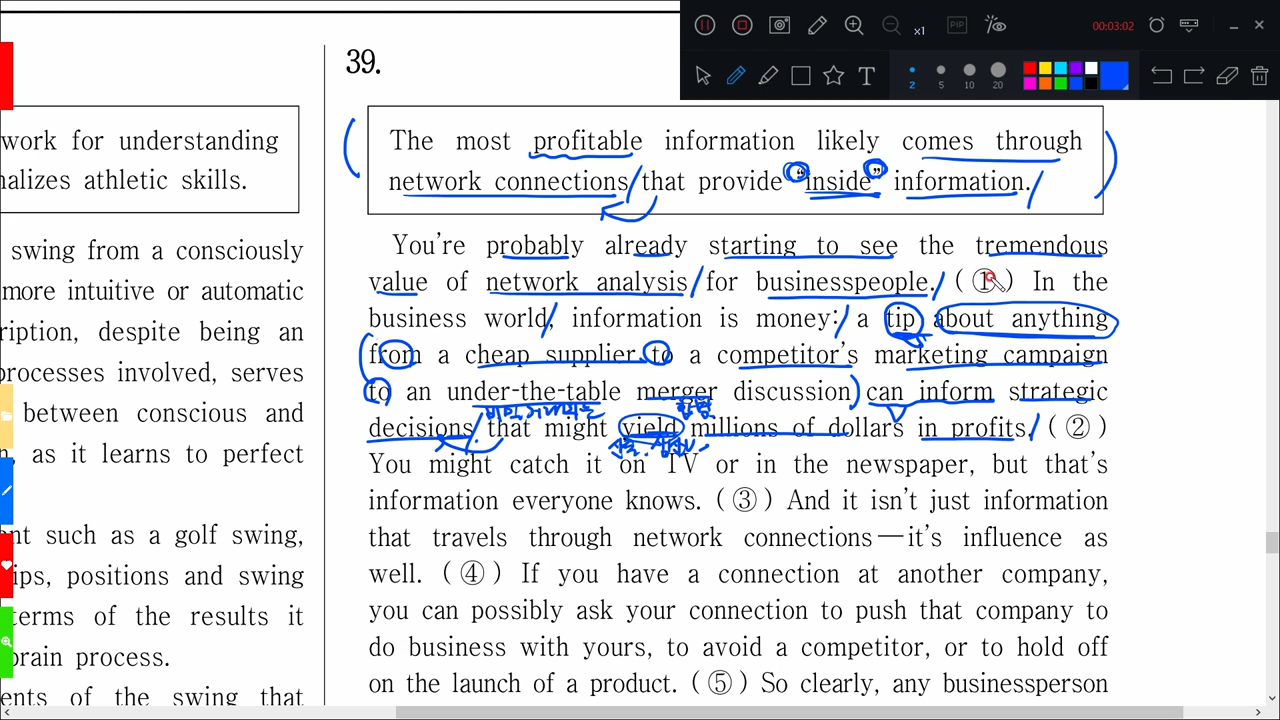 x1
PIP
00:03:02
T
2 5 10 20
39.
work for understanding
nalizes athletic skills.
swing from a consciously
more intuitive or automatic
ription, despite being an
processes involved, serves
between conscious and
n, as it learns to perfect
nt such as a golf swing,
ips, positions and swing
terms of the results it
brain process.
ents of the swing that
The most profitable information likely comes through
network connections that provide “inside” information.
You’re probably already starting to see the tremendous
value of network analysis for businesspeople. ( ① ) In the
business world, information is money: a tip about anything
from a cheap supplier to a competitor’s marketing campaign
to an under-the-table merger discussion can inform strategic
합병
decisions that might yield millions of dollars in profits. ( ② )
You might catch it on TV or in the newspaper, but that’s
information everyone knows. ( ③ ) And it isn’t just information
that travels through network connections — it’s influence as
well. ( ④ ) If you have a connection at another company,
you can possibly ask your connection to push that company to
do business with yours, to avoid a competitor, or to hold off
on the launch of a product. ( ⑤ ) So clearly, any businessperson